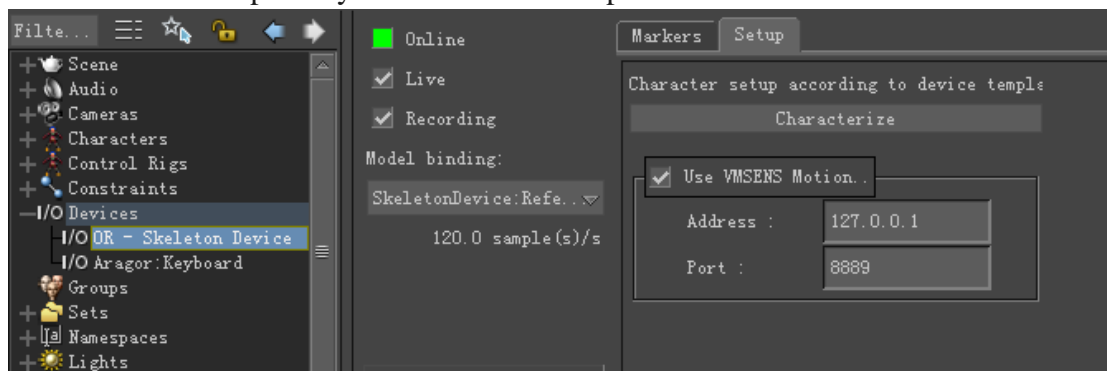 Filte...
Scene
Audio
Cameras
Characters
Control Rigs
Constraints
I/O Devices
I/O OR - Skeleton Device
I/O Aragor:Keyboard
Groups
Sets
Namespaces
Lights
Online
Live
Recording
Model binding:
SkeletonDevice:Refe...
120.0 sample(s)/s
Markers Setup
Character setup according to device templa
Characterize
Use VMSENS Motion..
Address : 127.0.0.1
Port : 8889